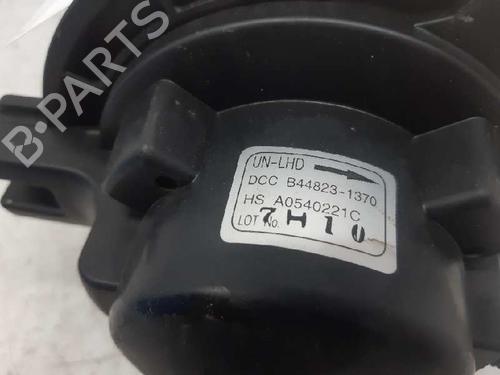 B-PARTS
UN-LHD
DCC B44823-1370
HS A0540221C
LOT No. 7H10